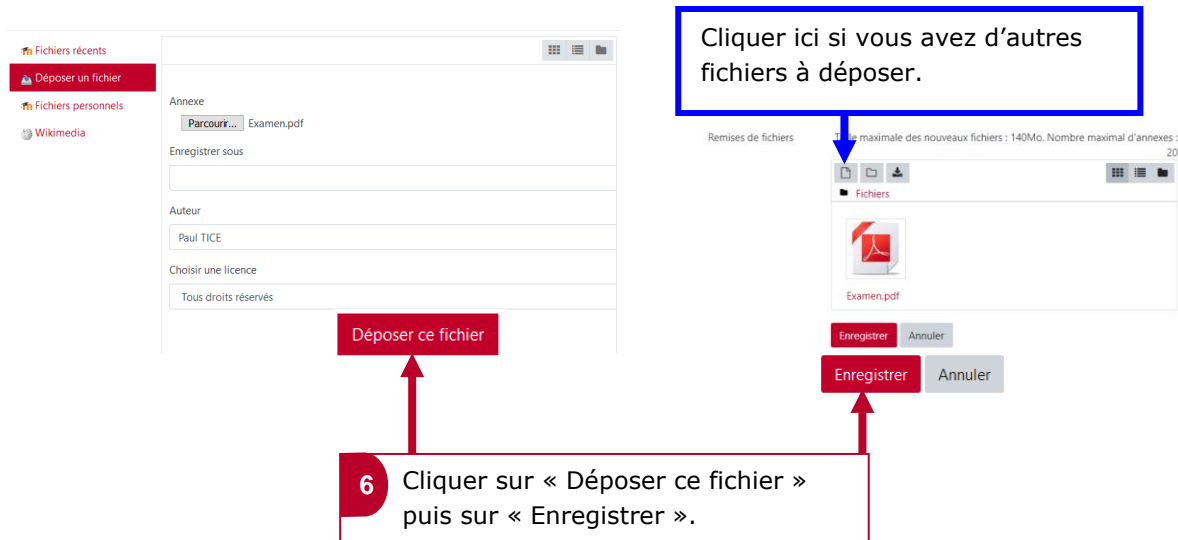 Fichiers récents
Déposer un fichier
Fichiers personnels
Wikimedia
Annexe
Parcourir... Examen.pdf
Enregistrer sous
Auteur
Paul TICE
Choisir une licence
Tous droits réservés
Déposer ce fichier
Cliquer ici si vous avez d’autres
fichiers à déposer.
Remises de fichiers
maximale des nouveaux fichiers : 140Mo. Nombre maximal d'annexes :
20
Fichiers
Examen.pdf
Enregistrer Annuler
Enregistrer Annuler
6 Cliquer sur « Déposer ce fichier »
puis sur « Enregistrer ».